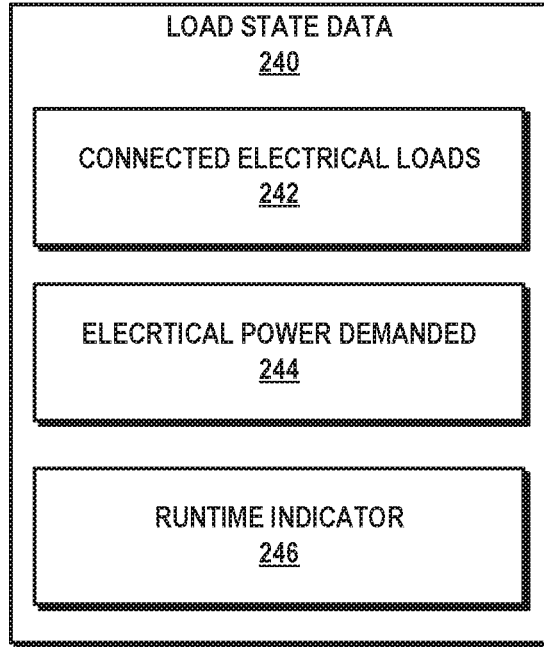 LOAD STATE DATA
240
CONNECTED ELECTRICAL LOADS
242
ELECRTICAL POWER DEMANDED
244
RUNTIME INDICATOR
246